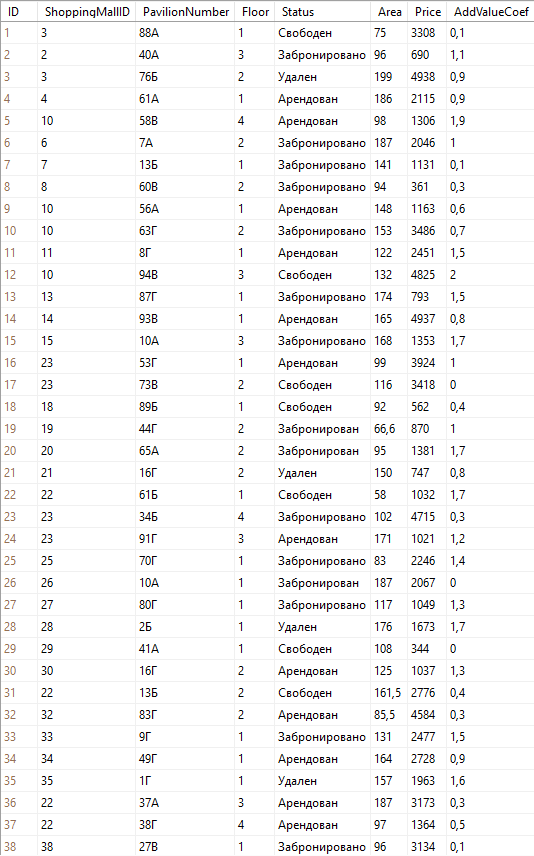 ID ShoppingMallID PavilionNumber Floor Status Area Price AddValueCoef
1 3 88А 1 Свободен 75 3308 0,1
2 2 40А 3 Забронировано 96 690 1,1
3 3 76Б 2 Удален 199 4938 0,9
4 4 61А 1 Арендован 186 2115 0,9
5 10 58В 4 Арендован 98 1306 1,9
6 6 7А 2 Забронировано 187 2046 1
7 7 13Б 1 Забронировано 141 1131 0,1
8 8 60В 2 Забронировано 94 361 0,3
9 10 56А 1 Арендован 148 1163 0,6
10 10 63Г 2 Забронировано 153 3486 0,7
11 11 8Г 1 Арендован 122 2451 1,5
12 10 94В 3 Свободен 132 4825 2
13 13 87Г 1 Забронировано 174 793 1,5
14 14 93В 1 Арендован 165 4937 0,8
15 15 10А 3 Забронировано 168 1353 1,7
16 23 53Г 1 Арендован 99 3924 1
17 23 73В 2 Свободен 116 3418 0
18 18 89Б 1 Свободен 92 562 0,4
19 19 44Г 2 Забронирован 66,6 870 1
20 20 65А 2 Забронировано 95 1381 1,7
21 21 16Г 2 Удален 150 747 0,8
22 22 61Б 1 Свободен 58 1032 1,7
23 23 34Б 4 Забронировано 102 4715 0,3
24 23 91Г 3 Арендован 171 1021 1,2
25 25 70Г 1 Забронировано 83 2246 1,4
26 26 10А 1 Забронирован 187 2067 0
27 27 80Г 1 Забронировано 117 1049 1,3
28 28 2Б 1 Удален 176 1673 1,7
29 29 41А 1 Свободен 108 344 0
30 30 16Г 2 Арендован 125 1037 1,3
31 22 13Б 2 Свободен 161,5 2776 0,4
32 32 83Г 2 Арендован 85,5 4584 0,3
33 33 9Г 1 Забронировано 131 2477 1,5
34 34 49Г 1 Арендован 164 2728 0,9
35 35 1Г 1 Удален 157 1963 1,6
36 22 37А 3 Арендован 187 3173 0,3
37 22 38Г 4 Арендован 97 1364 0,5
38 38 27В 1 Забронировано 96 3134 0,1